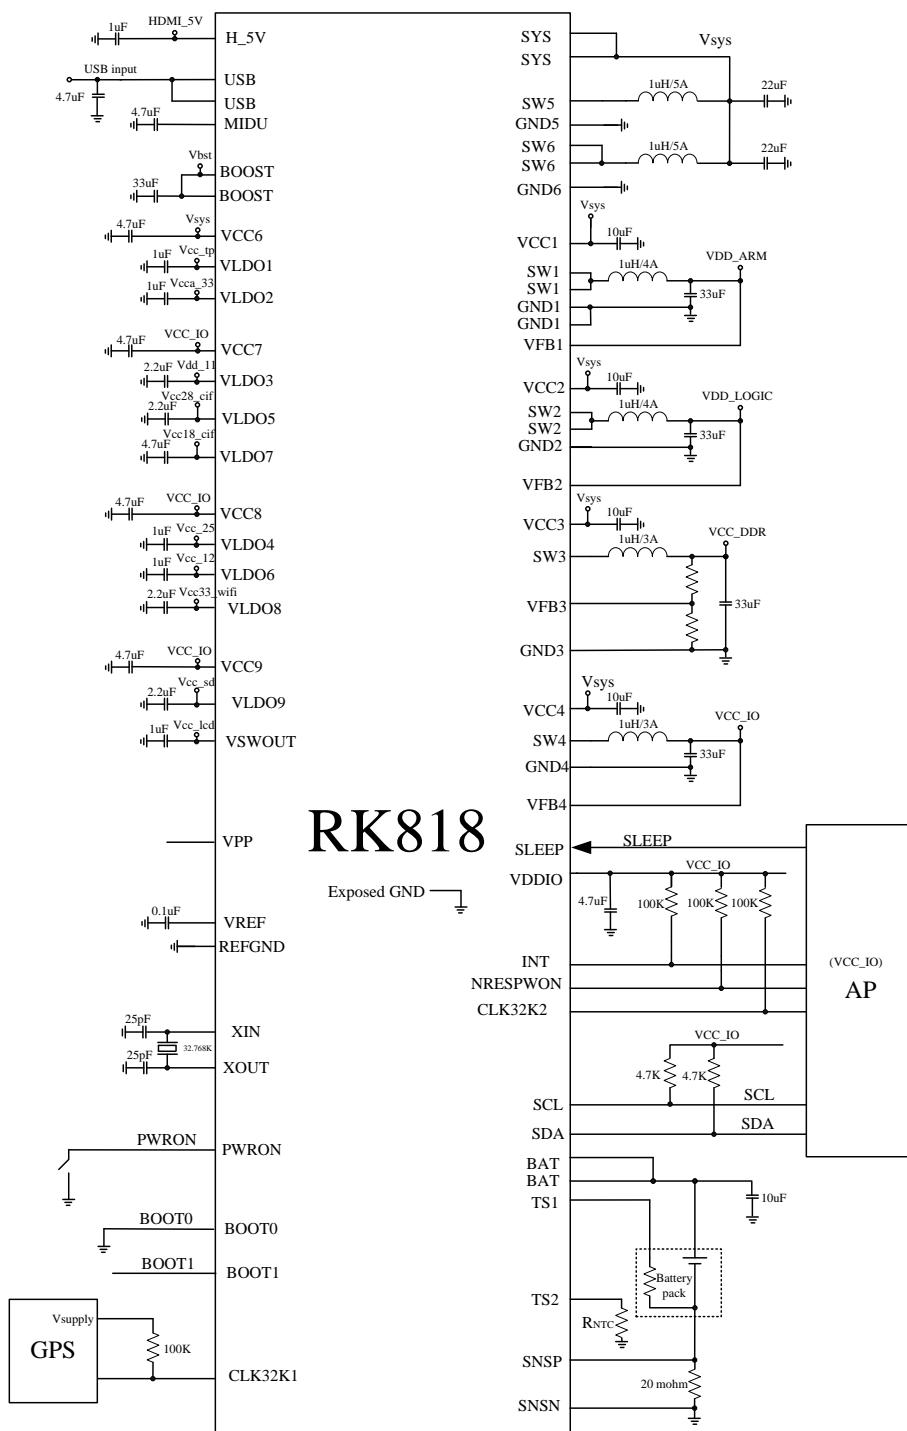 1uF
HDMI_5V
H_5V
USB input
USB
4.7uF
USB
4.7uF
MIDU
Vbst
BOOST
33uF
BOOST
Vsys
4.7uF
VCC6
Vcc_tp
1uF
VLDO1
Vcca_33
1uF
VLDO2
VCC_IO
4.7uF
VCC7
2.2uF
Vdd_11
VLDO3
Vcc28_cif
2.2uF
VLDO5
Vcc18_cif
4.7uF
VLDO7
VCC_IO
4.7uF
VCC8
1uF
Vcc_25
VLDO4
1uF
Vcc_12
VLDO6
2.2uF
Vcc33_wifi
VLDO8
VCC_IO
4.7uF
VCC9
Vcc_sd
2.2uF
VLDO9
1uF
Vcc_lcd
VSWOUT
VPP
0.1uF
VREF
REFGND
25pF
XIN
32.768K
25pF
XOUT
PWRON
PWRON
BOOT0
BOOT0
BOOT1
BOOT1
Vsupply
GPS
100K
CLK32K1
RK818
Exposed GND
SYS
Vsys
SYS
1uH/5A
22uF
SW5
GND5
SW6
1uH/5A
22uF
SW6
GND6
Vsys
10uF
VCC1
1uH/4A
VDD_ARM
SW1
SW1
33uF
GND1
GND1
VFB1
Vsys
10uF
VCC2
1uH/4A
VDD_LOGIC
SW2
SW2
33uF
GND2
VFB2
Vsys
10uF
VCC3
1uH/3A
VCC_DDR
SW3
VFB3
33uF
GND3
Vsys
10uF
VCC4
1uH/3A
VCC_IO
SW4
33uF
GND4
VFB4
SLEEP
SLEEP
VCC_IO
VDDIO
4.7uF
100K
100K
100K
INT
(VCC_IO)
NRESPWON
AP
CLK32K2
VCC_IO
4.7K
4.7K
SCL
SCL
SDA
SDA
BAT
BAT
10uF
TS1
Battery
pack
TS2
RNTC
SNSP
20 mohm
SNSN